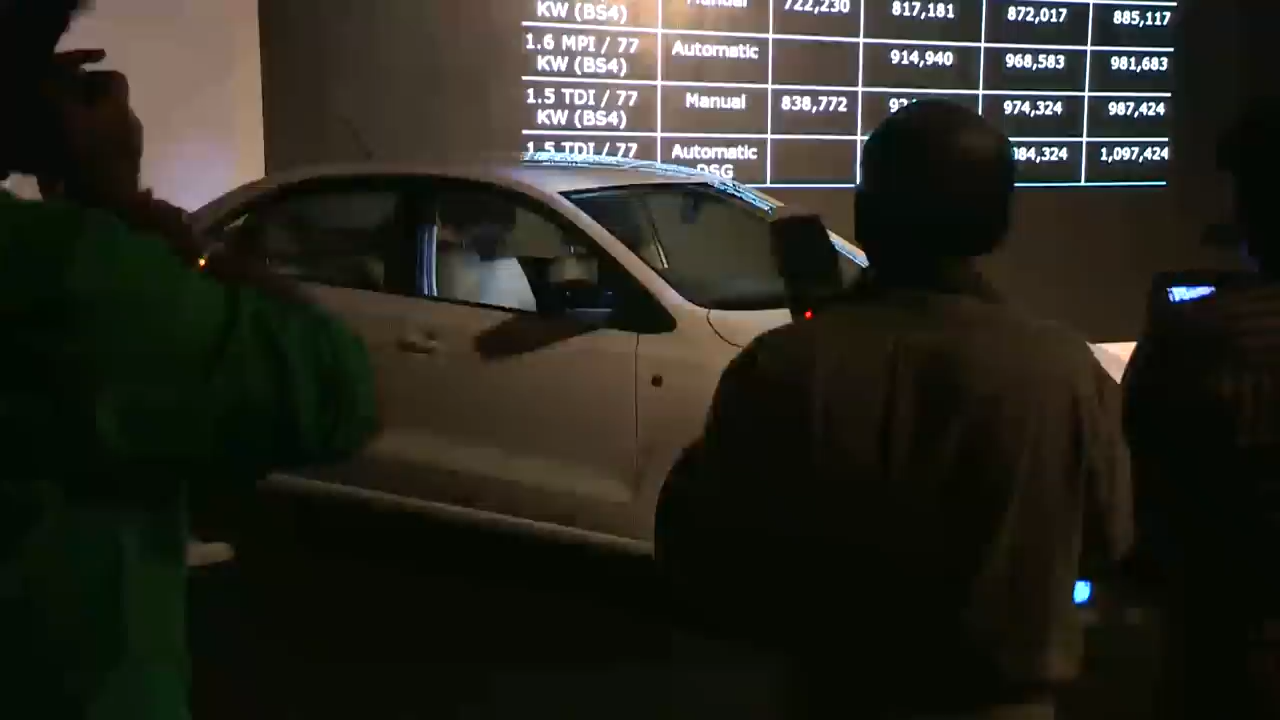 KW (BS4) Manual 722,230 817,181 872,017 885,117
1.6 MPI / 77
KW (BS4) Automatic 914,940 968,583 981,683
1.5 TDI / 77
KW (BS4) Manual 838,772 974,324 987,424
1.5 TDI / 77 Automatic 1,097,424
DSG